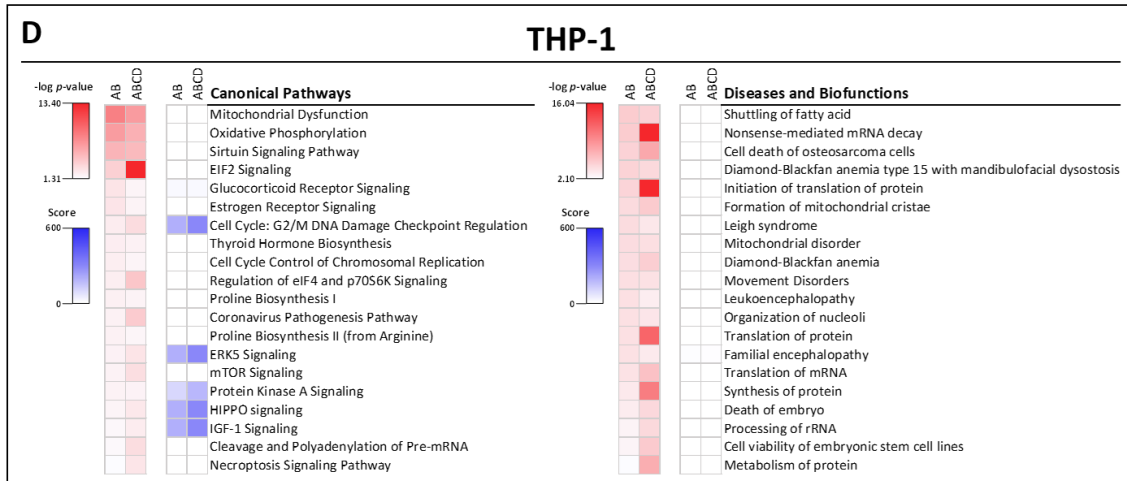 D
THP-1
-log p-value
AB
ABCD
AB
ABCD
Canonical Pathways
13.40
1.31
Score
600
0
Mitochondrial Dysfunction
Oxidative Phosphorylation
Sirtuin Signaling Pathway
EIF2 Signaling
Glucocorticoid Receptor Signaling
Estrogen Receptor Signaling
Cell Cycle: G2/M DNA Damage Checkpoint Regulation
Thyroid Hormone Biosynthesis
Cell Cycle Control of Chromosomal Replication
Regulation of eIF4 and p70S6K Signaling
Proline Biosynthesis I
Coronavirus Pathogenesis Pathway
Proline Biosynthesis II (from Arginine)
ERK5 Signaling
mTOR Signaling
Protein Kinase A Signaling
HIPPO signaling
IGF-1 Signaling
Cleavage and Polyadenylation of Pre-mRNA
Necroptosis Signaling Pathway
-log p-value
AB
ABCD
AB
ABCD
Diseases and Biofunctions
16.04
2.10
Score
600
0
Shuttling of fatty acid
Nonsense-mediated mRNA decay
Cell death of osteosarcoma cells
Diamond-Blackfan anemia type 15 with mandibulofacial dysostosis
Initiation of translation of protein
Formation of mitochondrial cristae
Leigh syndrome
Mitochondrial disorder
Diamond-Blackfan anemia
Movement Disorders
Leukoencephalopathy
Organization of nucleoli
Translation of protein
Familial encephalopathy
Translation of mRNA
Synthesis of protein
Death of embryo
Processing of rRNA
Cell viability of embryonic stem cell lines
Metabolism of protein